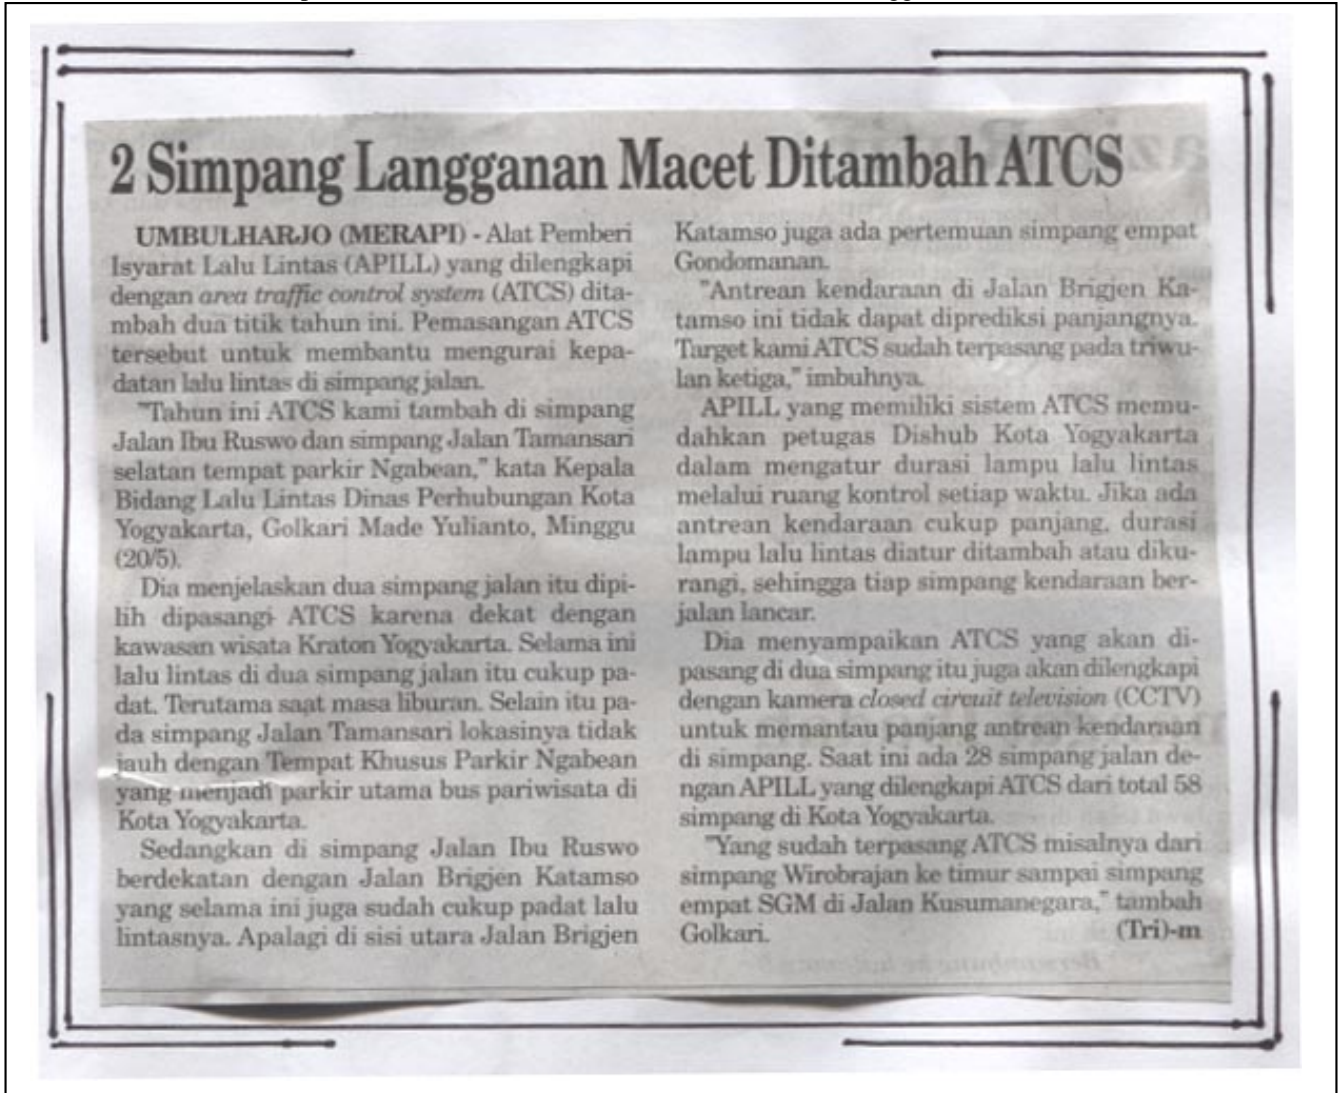 2 Simpang Langganan Macet Ditambah ATCS
UMBULHARJO (MERAPI) - Alat Pemberi
Isyarat Lalu Lintas (APILL) yang dilengkapi
dengan area traffic control system (ATCS) dita-
mbah dua titik tahun ini. Pemasangan ATCS
tersebut untuk membantu mengurai kepa-
datan lalu lintas di simpang jalan.
"Tahun ini ATCS kami tambah di simpang
Jalan Ibu Ruswo dan simpang Jalan Tamansari
selatan tempat parkir Ngabean," kata Kepala
Bidang Lalu Lintas Dinas Perhubungan Kota
Yogyakarta, Golkari Made Yulianto, Minggu
(20/5).
Dia menjelaskan dua simpang jalan itu dipi-
lih dipasangi ATCS karena dekat dengan
kawasan wisata Kraton Yogyakarta. Selama ini
lalu lintas di dua simpang jalan itu cukup pa-
dat. Terutama saat masa liburan. Selain itu pa-
da simpang Jalan Tamansari lokasinya tidak
jauh dengan Tempat Khusus Parkir Ngabean
yang menjadi parkir utama bus pariwisata di
Kota Yogyakarta.
Sedangkan di simpang Jalan Ibu Ruswo
berdekatan dengan Jalan Brigjen Katamso
yang selama ini juga sudah cukup padat lalu
lintasnya. Apalagi di sisi utara Jalan Brigjen
Katamso juga ada pertemuan simpang empat
Gondomanan.
"Antrean kendaraan di Jalan Brigjen Ka-
tamso ini tidak dapat diprediksi panjangnya.
Target kami ATCS sudah terpasang pada triwu-
lan ketiga," imbuhnya.
APILL yang memiliki sistem ATCS memu-
dahkan petugas Dishub Kota Yogyakarta
dalam mengatur durasi lampu lalu lintas
melalui ruang kontrol setiap waktu. Jika ada
antrean kendaraan cukup panjang, durasi
lampu lalu lintas diatur ditambah atau diku-
rangi, sehingga tiap simpang kendaraan ber-
jalan lancar.
Dia menyampaikan ATCS yang akan di-
pasang di dua simpang itu juga akan dilengkapi
dengan kamera closed circuit television (CCTV)
untuk memantau panjang antrean kendaraan
di simpang. Saat ini ada 28 simpang jalan de-
ngan APILL yang dilengkapi ATCS dari total 58
simpang di Kota Yogyakarta.
"Yang sudah terpasang ATCS misalnya dari
simpang Wirobrajan ke timur sampai simpang
empat SGM di Jalan Kusumanegara," tambah
Golkari. (Tri)-m